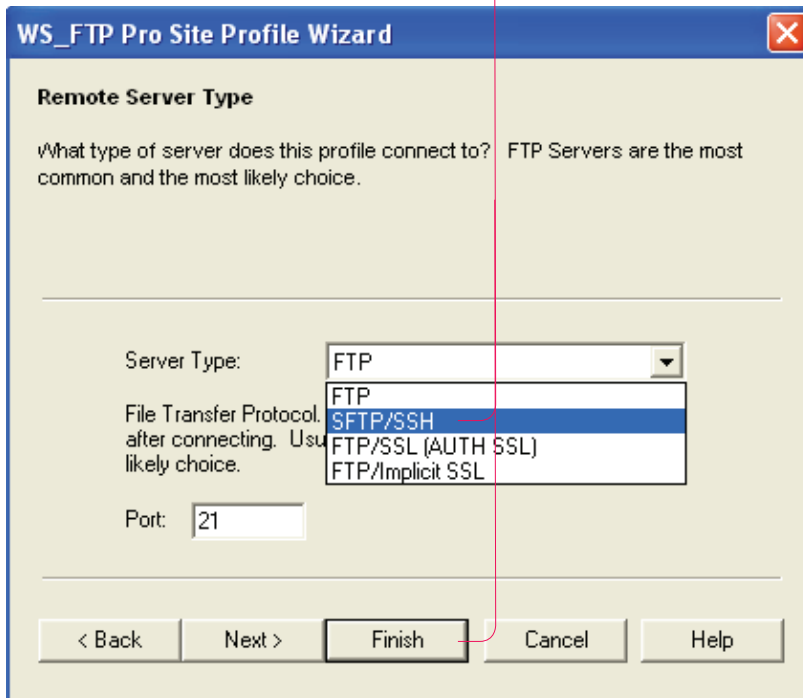 WS_FTP Pro Site Profile Wizard
Remote Server Type
What type of server does this profile connect to? FTP Servers are the most
common and the most likely choice.
Server Type:
FTP
FTP
SFTP/SSH
FTP/SSL (AUTH SSL)
FTP/Implicit SSL
File Transfer Protocol.
after connecting. Usu
likely choice.
Port: 21
< Back Next > Finish Cancel Help